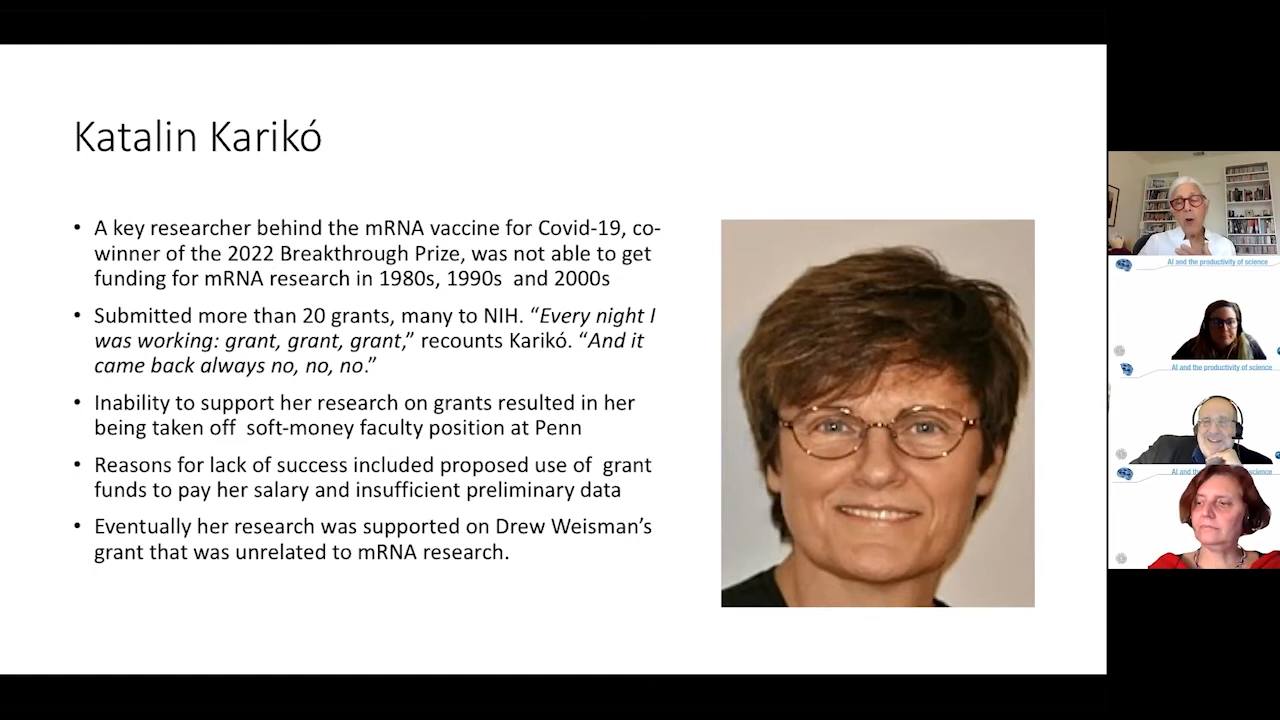 Katalin Karikó
• A key researcher behind the mRNA vaccine for Covid-19, co-
winner of the 2022 Breakthrough Prize, was not able to get
funding for mRNA research in 1980s, 1990s  and 2000s
• Submitted more than 20 grants, many to NIH. “Every night I
was working: grant, grant, grant,” recounts Karikó. “And it
came back always no, no, no.”
• Inability to support her research on grants resulted in her
being taken off  soft-money faculty position at Penn
• Reasons for lack of success included proposed use of  grant
funds to pay her salary and insufficient preliminary data
• Eventually her research was supported on Drew Weisman’s
grant that was unrelated to mRNA research.
AI and the productivity of science
AI and the productivity of science
AI and the productivity of science